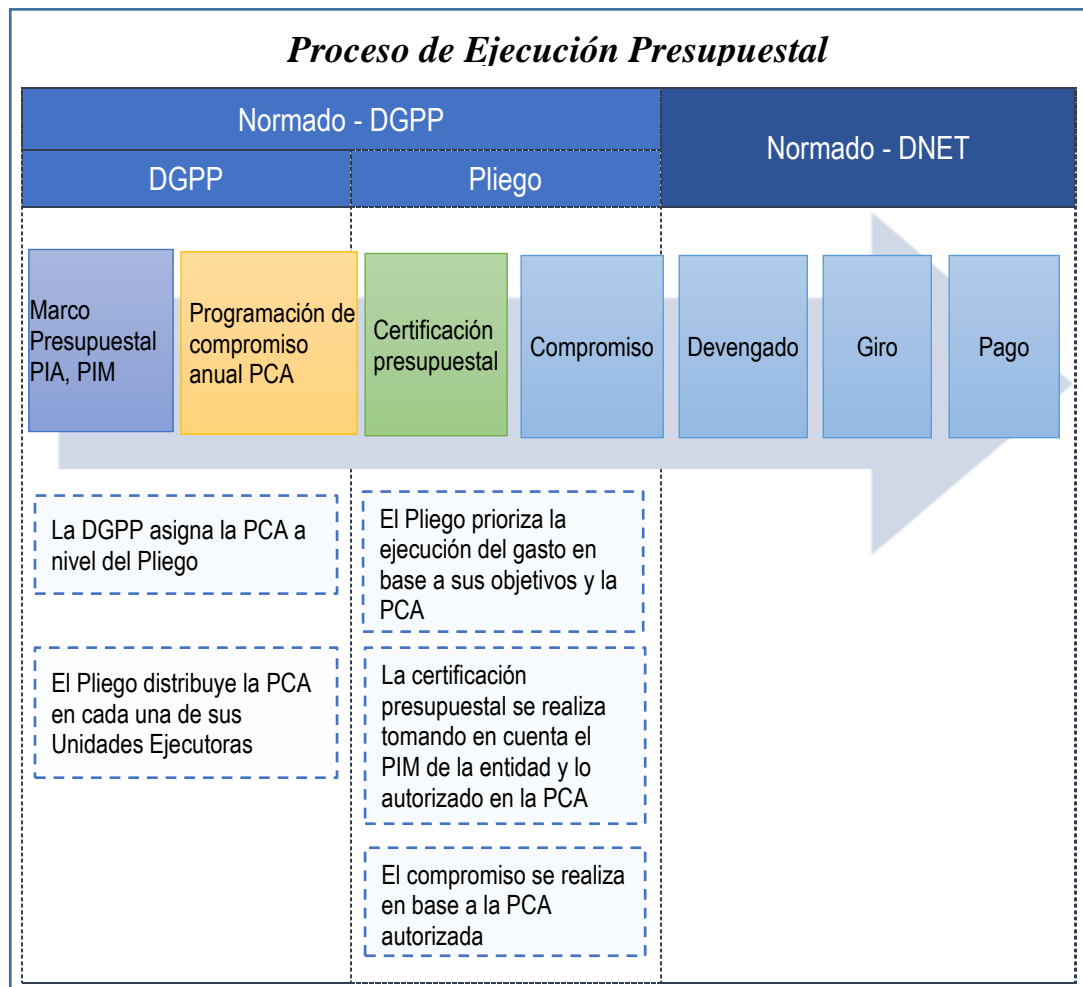 Proceso de Ejecución Presupuestal
Normado - DGPP
Normado - DNET
DGPP
Pliego
Marco
Presupuestal
PIA, PIM
Programación de
compromiso
anual PCA
Certificación
presupuestal
Compromiso
Devengado
Giro
Pago
La DGPP asigna la PCA a
nivel del Pliego
El Pliego distribuye la PCA
en cada una de sus
Unidades Ejecutoras
El Pliego prioriza la
ejecución del gasto en
base a sus objetivos y la
PCA
La certificación
presupuestal se realiza
tomando en cuenta el
PIM de la entidad y lo
autorizado en la PCA
El compromiso se realiza
en base a la PCA
autorizada